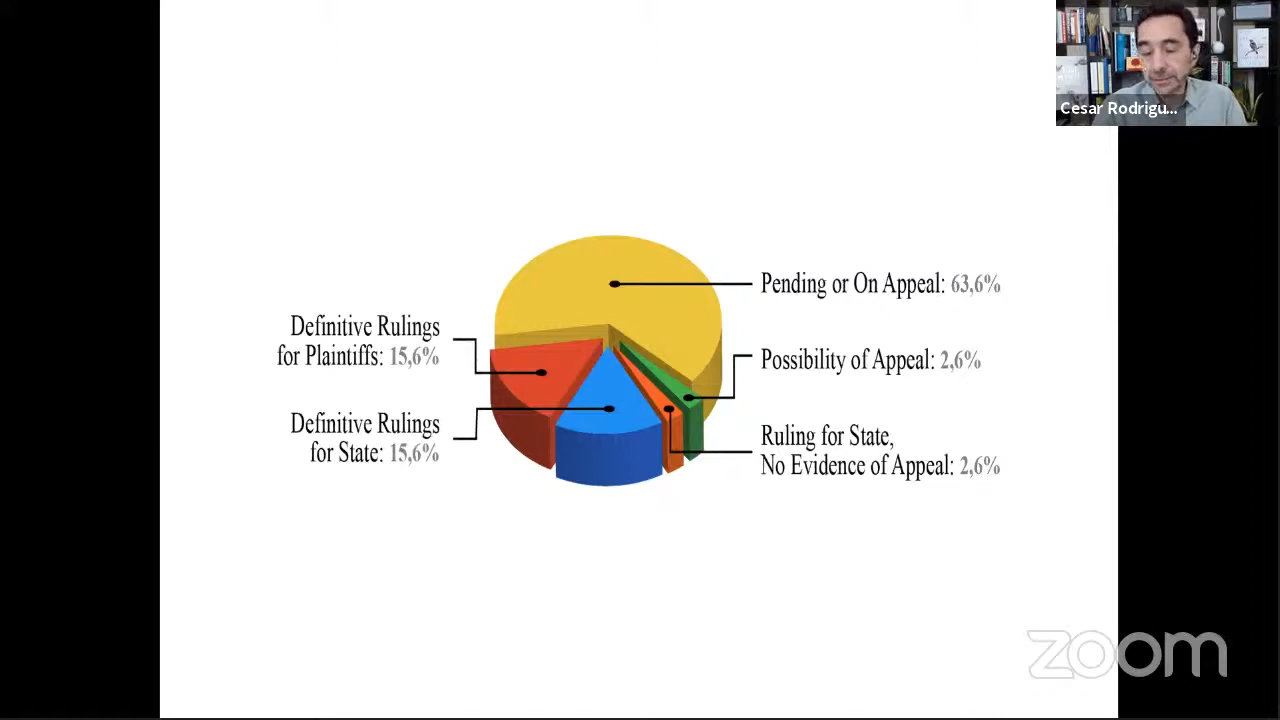 Cesar Rodrigu...
Pending or On Appeal: 63,6%
Definitive Rulings
for Plaintiffs: 15,6%
Possibility of Appeal: 2,6%
Definitive Rulings
for State: 15,6%
Ruling for State,
No Evidence of Appeal: 2,6%
zoom